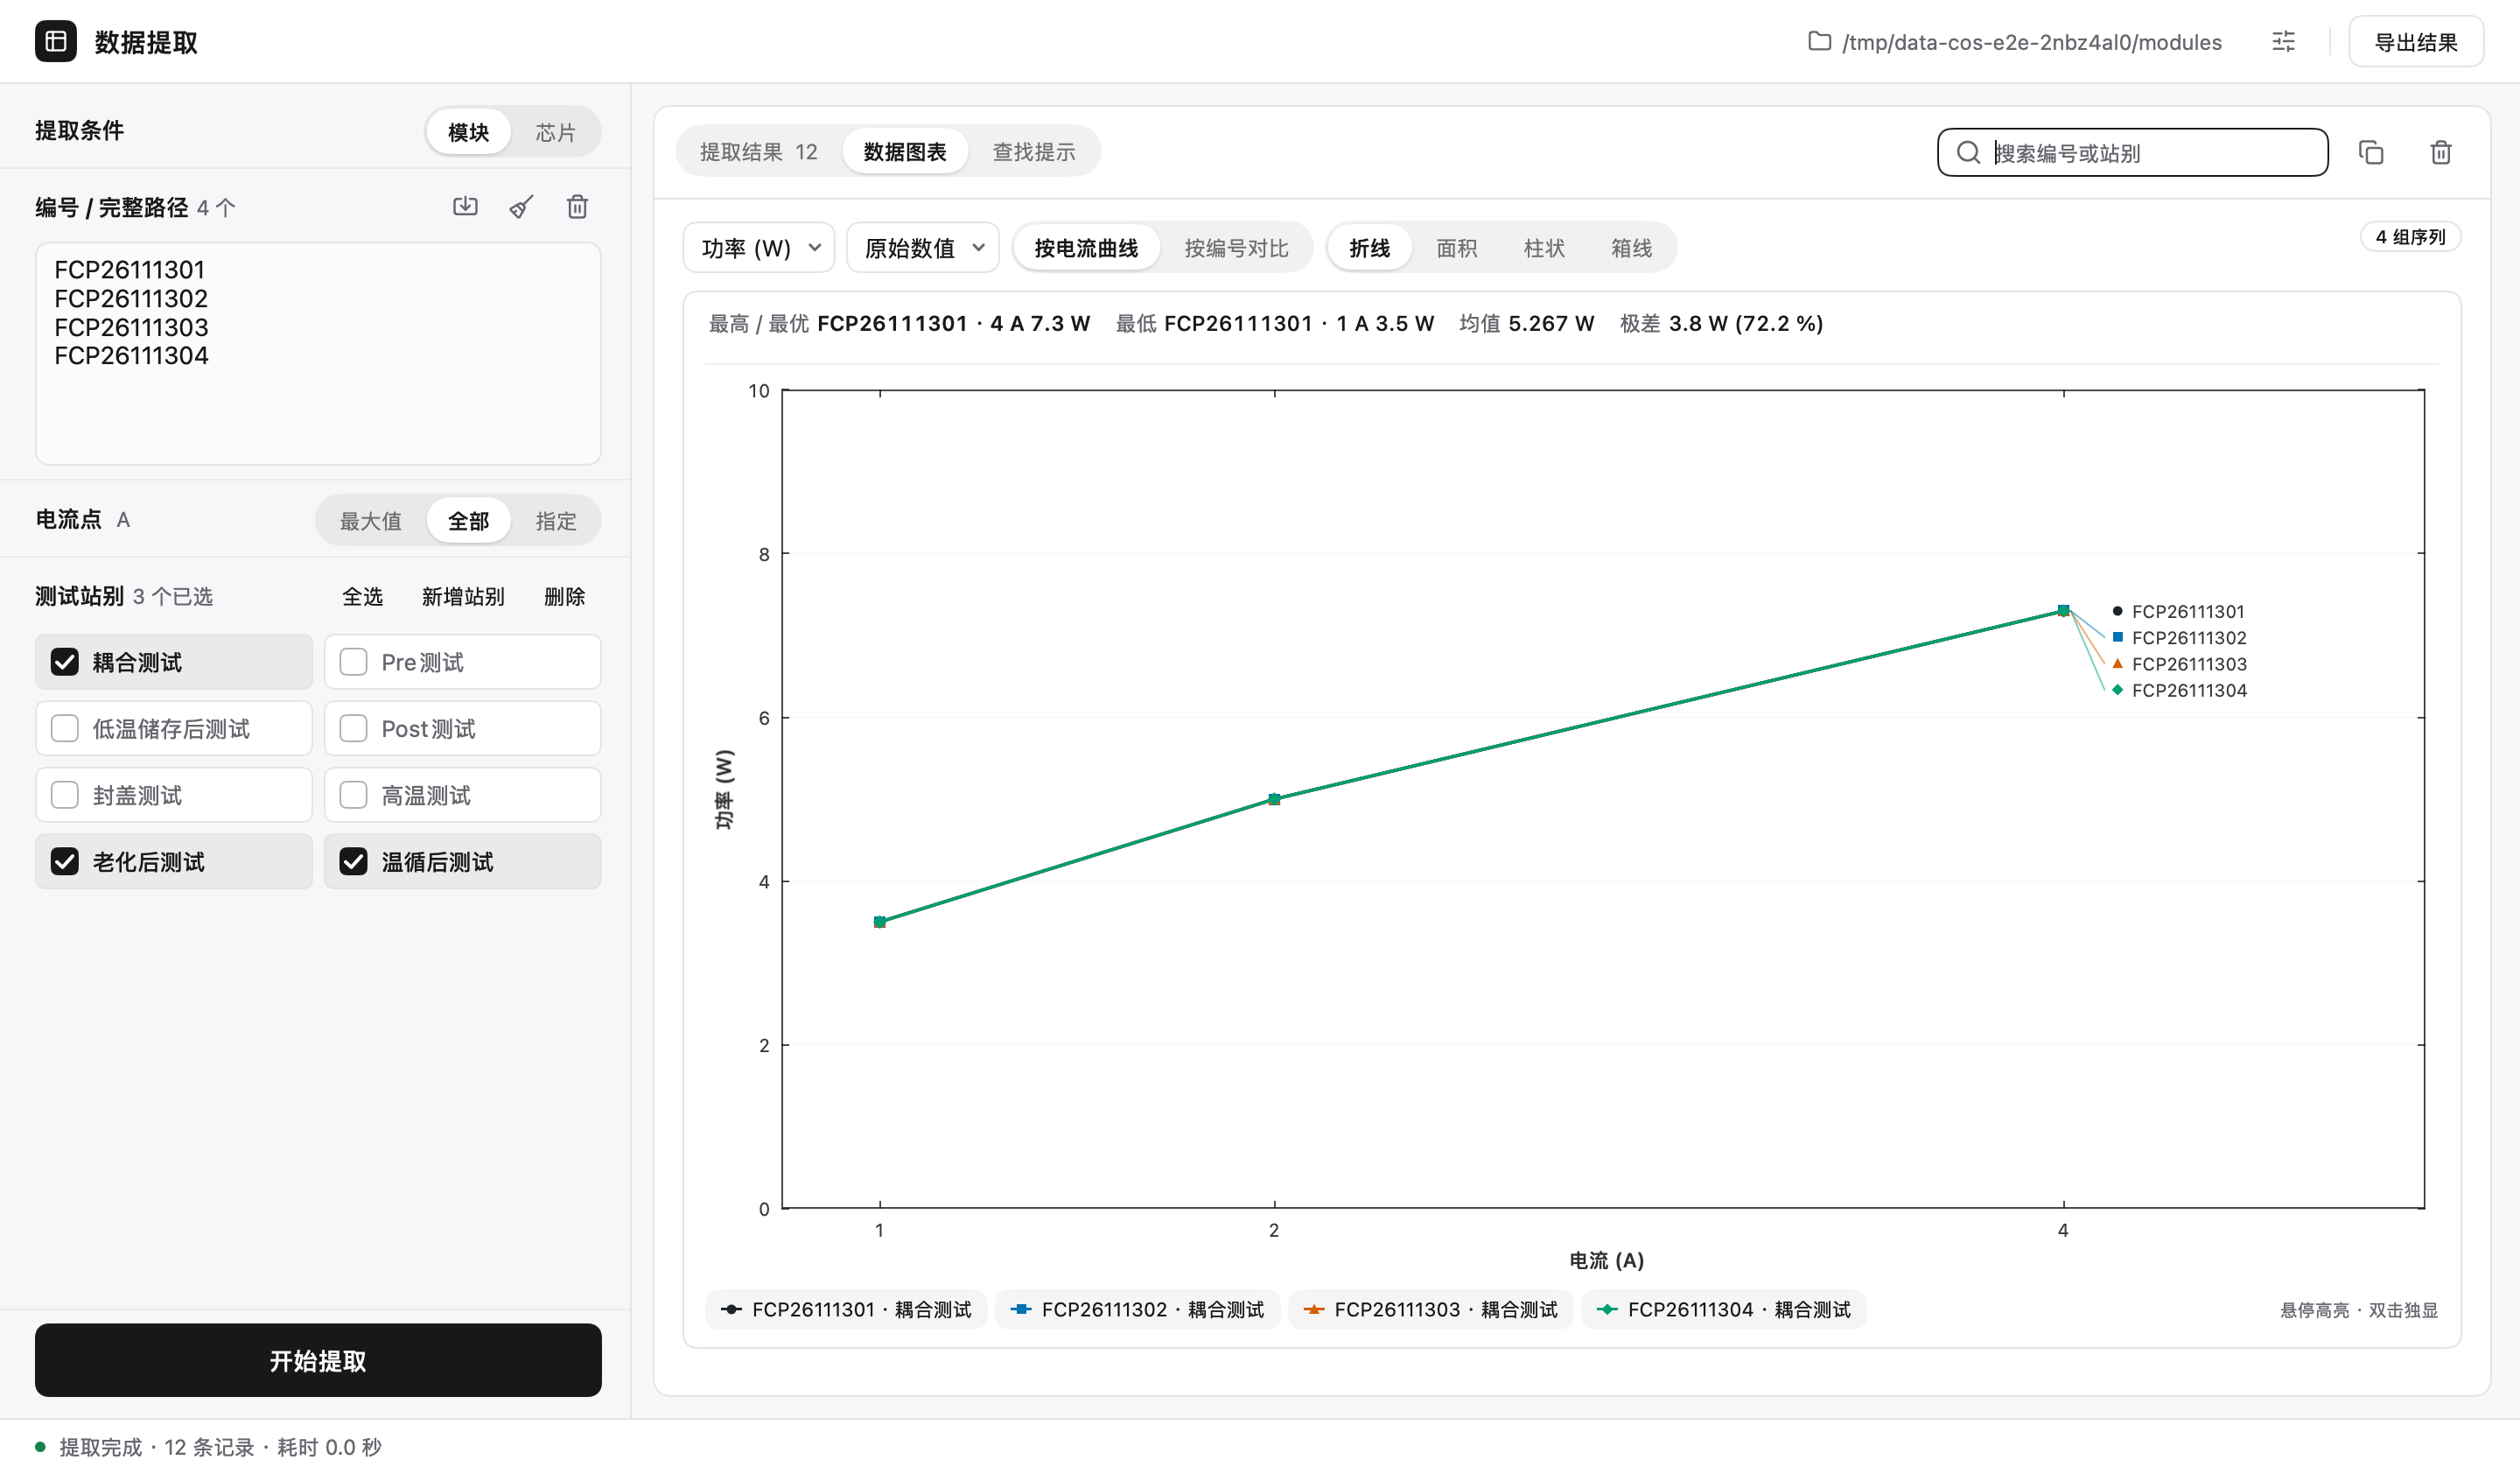 数据提取
/tmp/data-cos-e2e-2nbz4al0/modules
导出结果
提取条件
模块
芯片
编号 / 完整路径 4 个
FCP26111301
FCP26111302
FCP26111303
FCP26111304
电流点 A
最大值
全部
指定
测试站别 3 个已选
全选
新增站别
删除
耦合测试
Pre测试
低温储存后测试
Post测试
封盖测试
高温测试
老化后测试
温循后测试
开始提取
提取结果 12
数据图表
查找提示
搜索编号或站别
功率 (W)
原始数值
按电流曲线
按编号对比
折线
面积
柱状
箱线
4 组序列
最高 / 最优 FCP26111301 · 4 A 7.3 W 最低 FCP26111301 · 1 A 3.5 W 均值 5.267 W 极差 3.8 W (72.2 %)
10
8
6
4
2
0
功率 (W)
FCP26111301
FCP26111302
FCP26111303
FCP26111304
1
2
4
电流 (A)
FCP26111301 · 耦合测试
FCP26111302 · 耦合测试
FCP26111303 · 耦合测试
FCP26111304 · 耦合测试
悬停高亮 · 双击独显
提取完成 · 12 条记录 · 耗时 0.0 秒